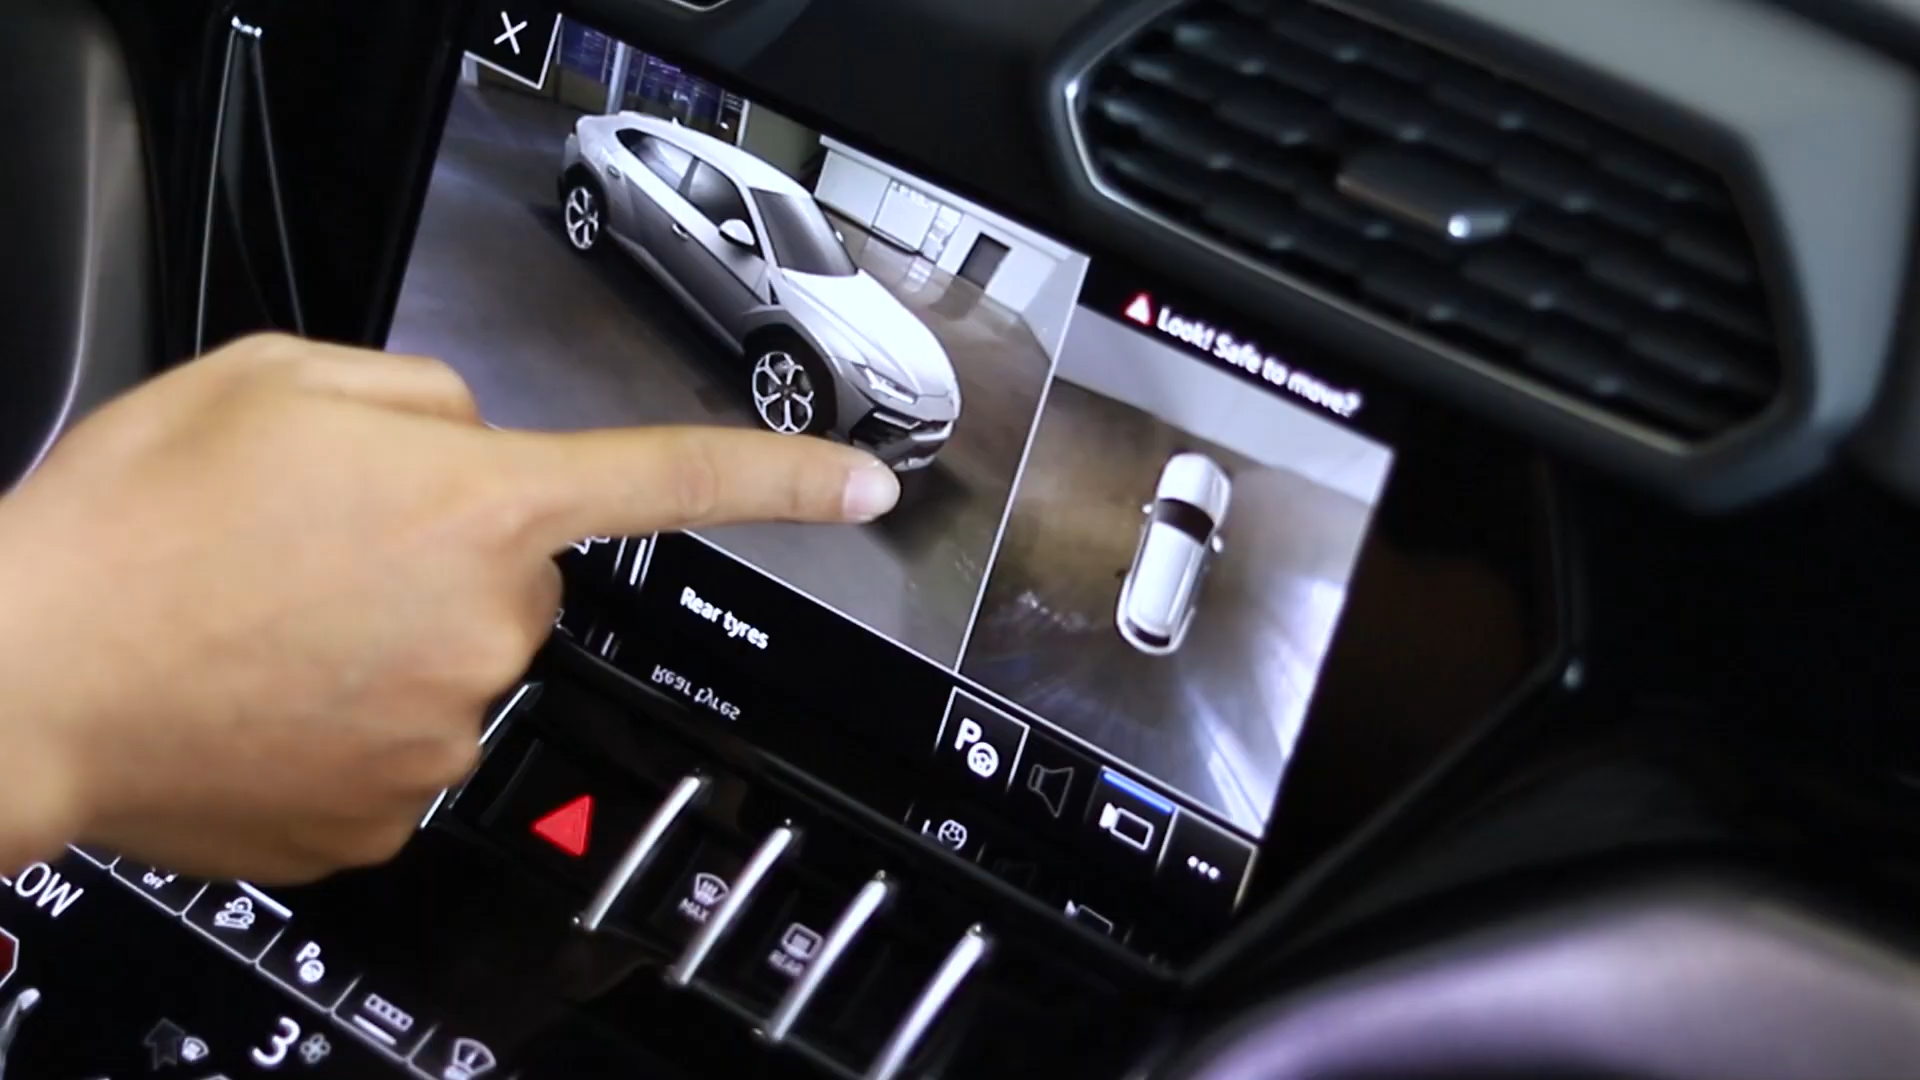 Look! Safe to move?
Rear tyres
Rear tyres
P
MAX
REAR
LOW
OFF
P
3